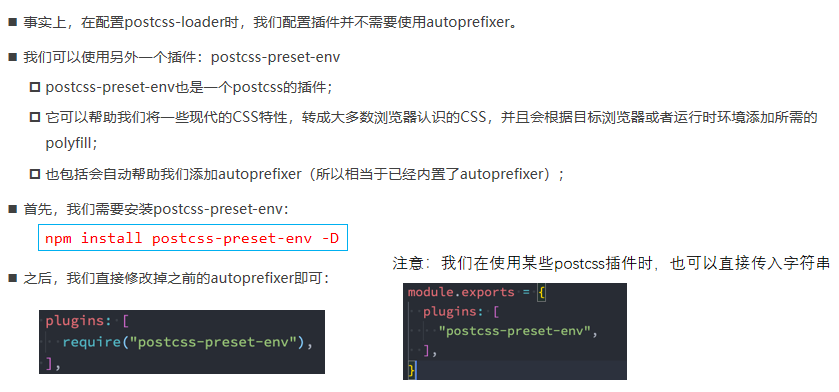 ■ 事实上，在配置postcss-loader时，我们配置插件并不需要使用autoprefixer。
■ 我们可以使用另外一个插件：postcss-preset-env
postcss-preset-env也是一个postcss的插件；
它可以帮助我们将一些现代的CSS特性，转成大多数浏览器认识的CSS，并且会根据目标浏览器或者运行时环境添加所需的
polyfill；
也包括会自动帮助我们添加autoprefixer（所以相当于已经内置了autoprefixer）；
■ 首先，我们需要安装postcss-preset-env：
npm install postcss-preset-env -D
■ 之后，我们直接修改掉之前的autoprefixer即可：
plugins: [
  require("postcss-preset-env"),
],
注意：我们在使用某些postcss插件时，也可以直接传入字符串
module.exports = {
  plugins: [
    "postcss-preset-env",
  ],
}